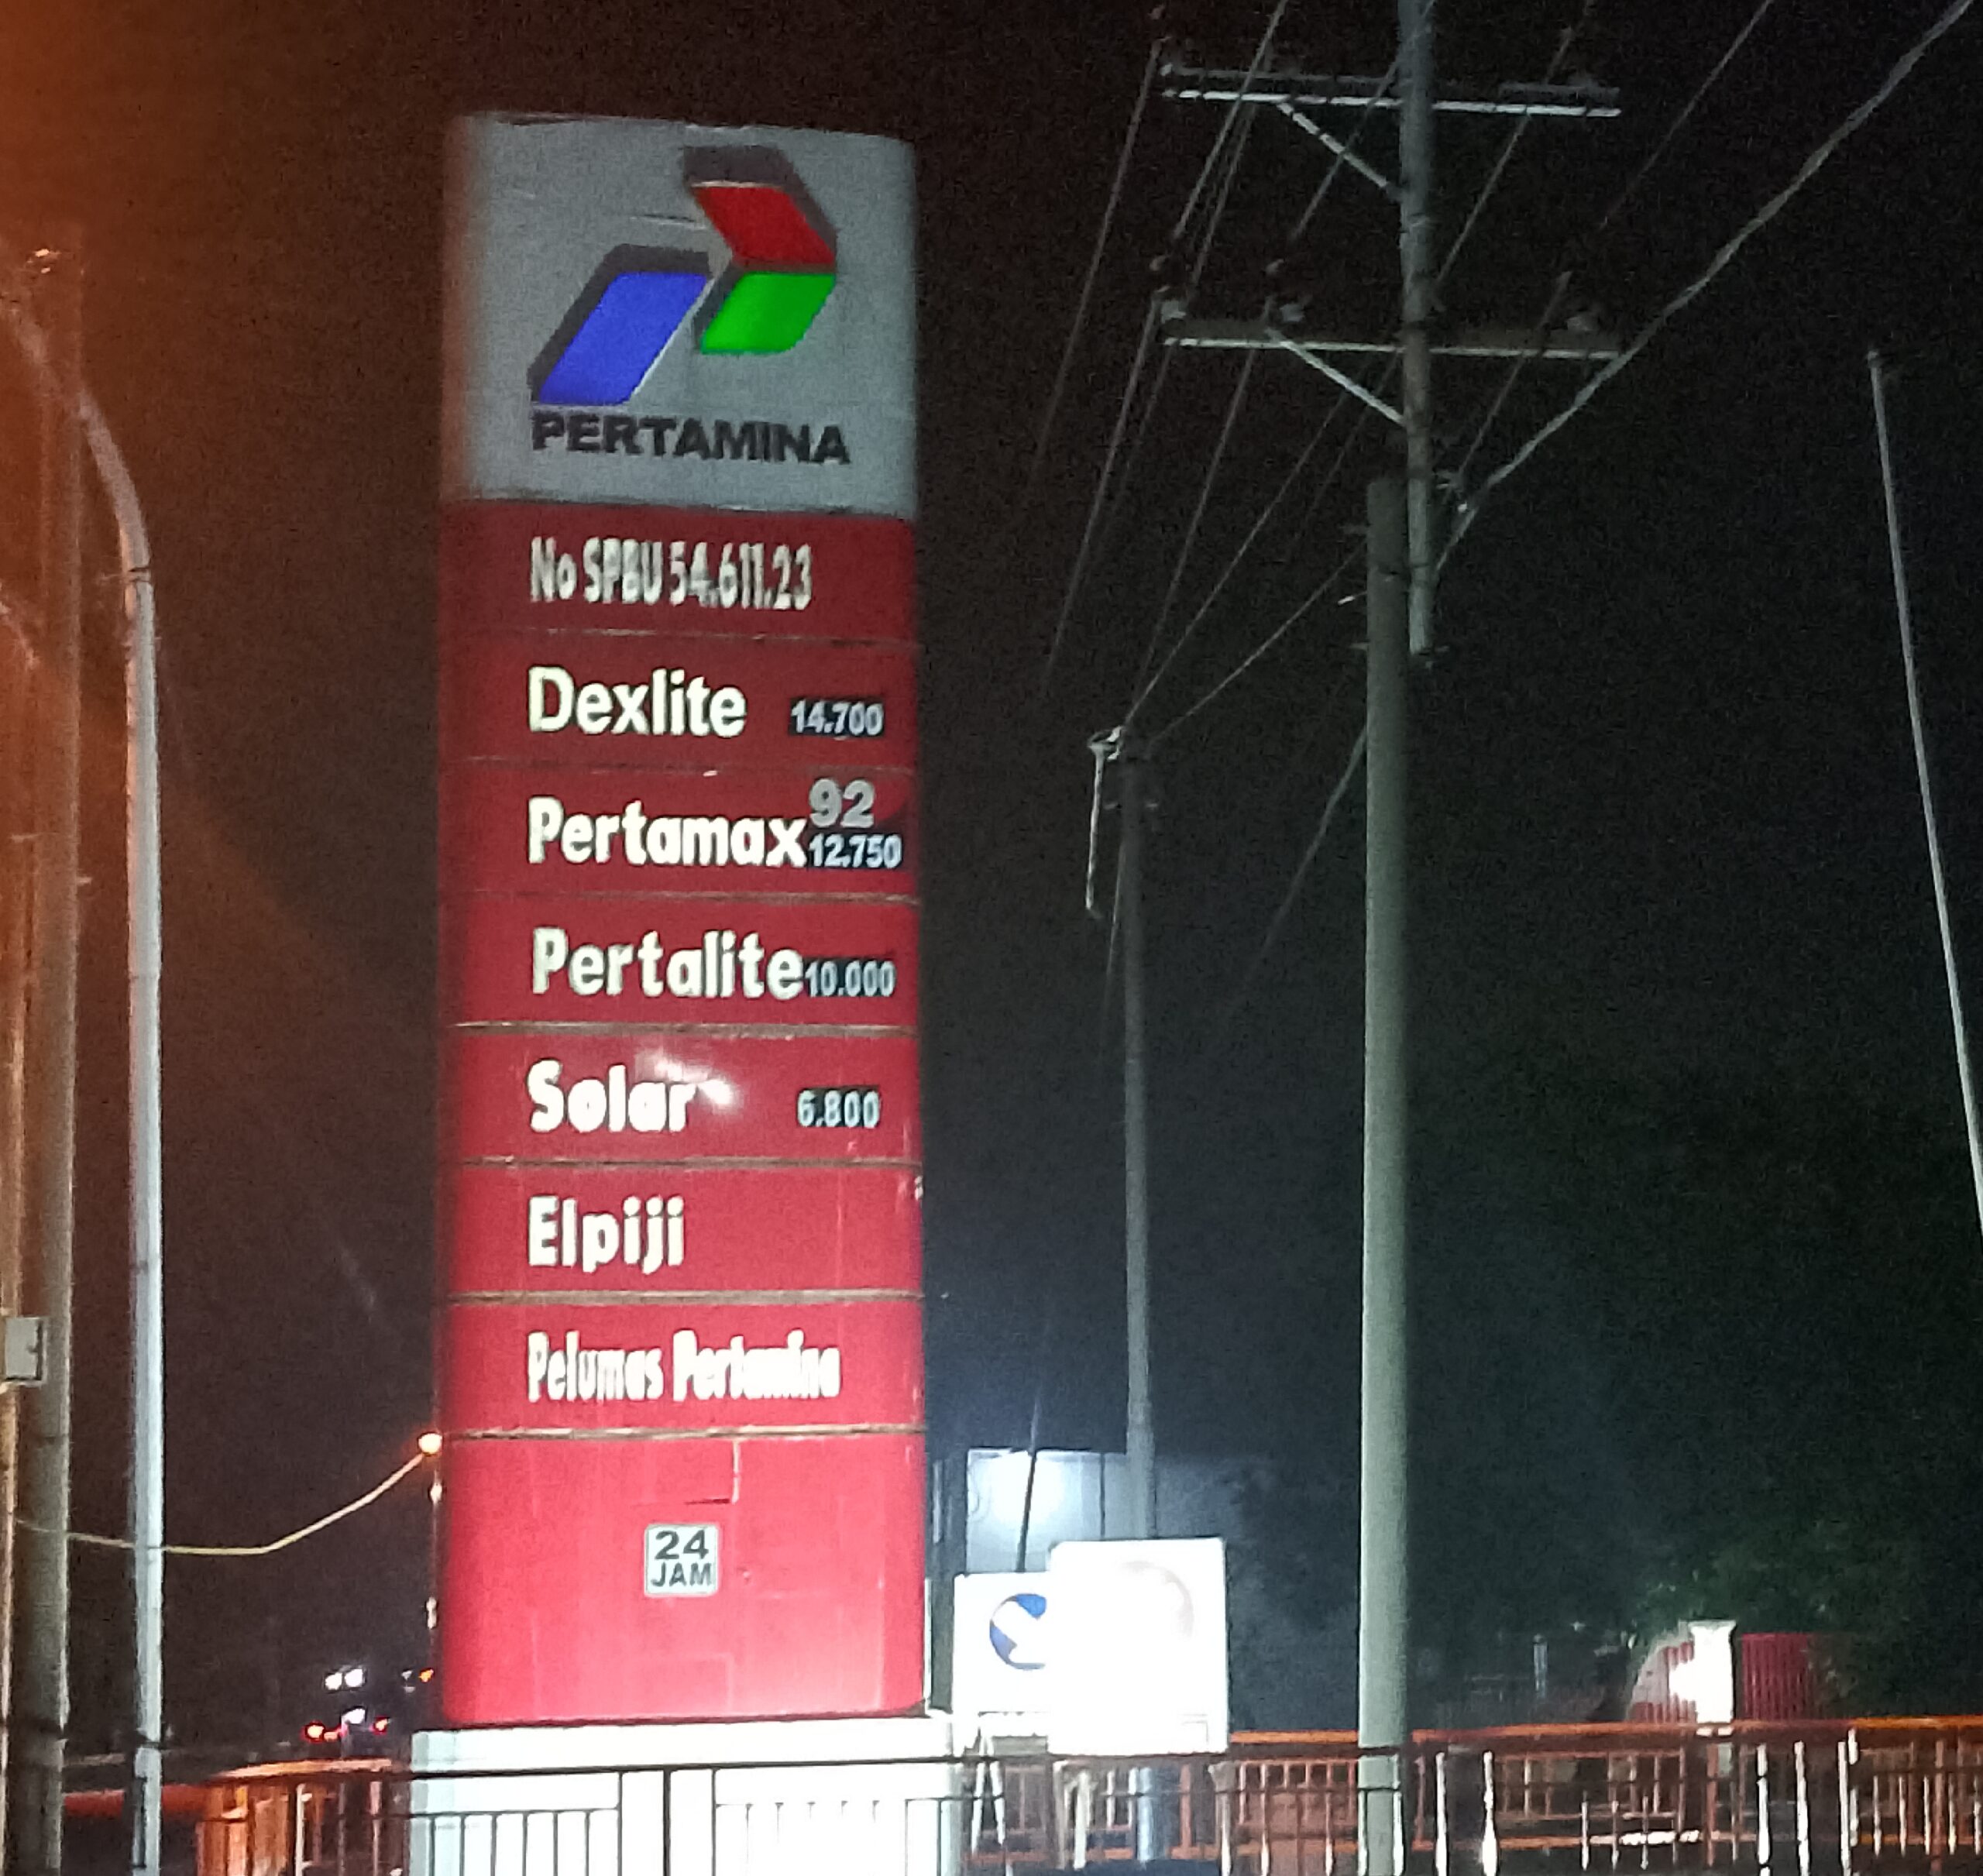 PERTAMINA
No SPBU 54.611.23
Dexlite 14.700
Pertamax 92
12.750
Pertalite 10.000
Solar 6.800
Elpiji
Pelumas Pertamina
24
JAM